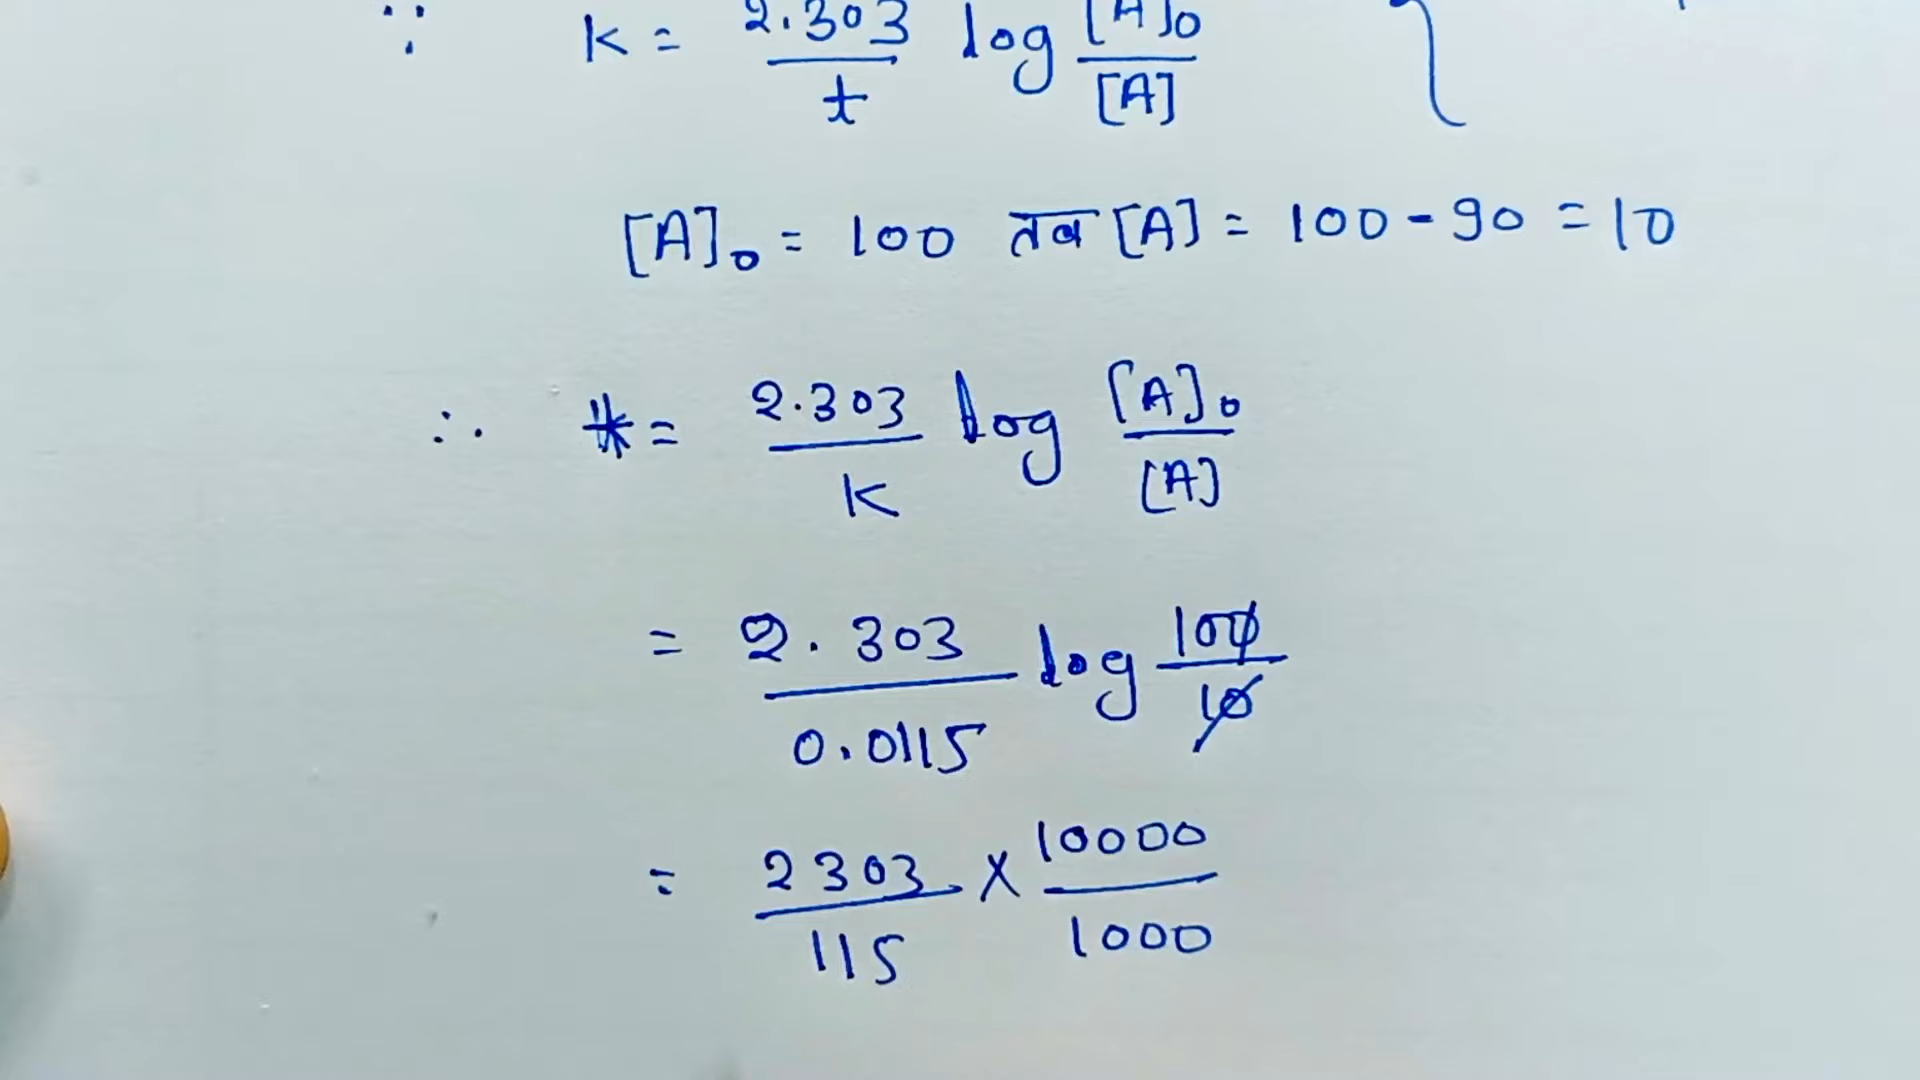 ∵ k = 2.303/t log [A]₀/[A]
[A]₀ = 100 तब [A] = 100 - 90 = 10
∴ t = 2.303/k log [A]₀/[A]
= 2.303/0.0115 log 100/10
= 2303/115 × 10000/1000